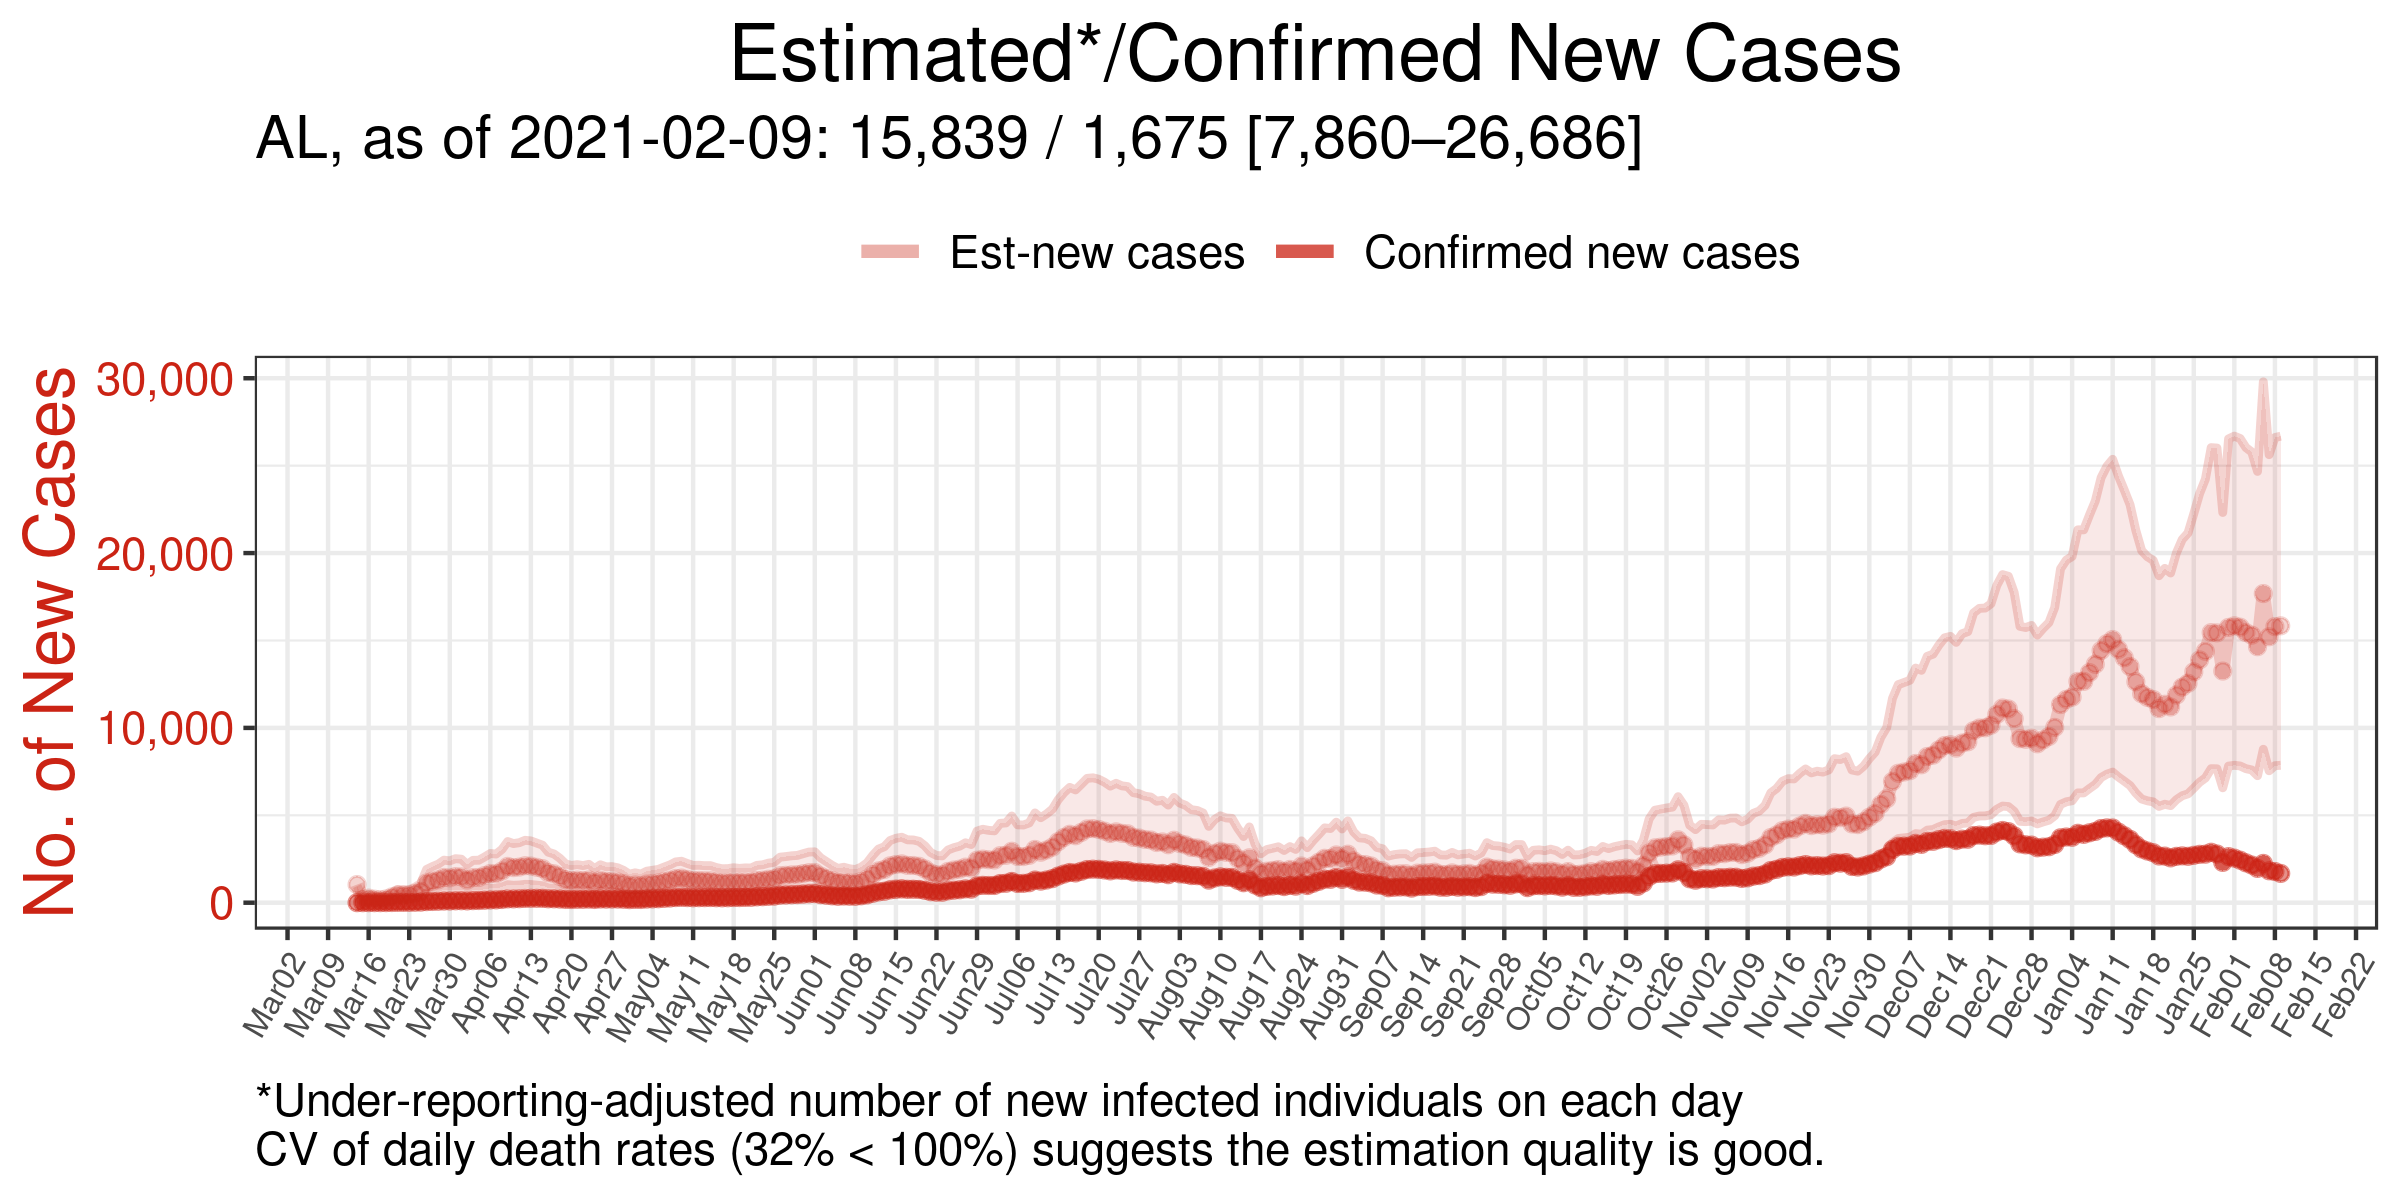 Estimated*/Confirmed New Cases
AL, as of 2021-02-09: 15,839 / 1,675 [7,860–26,686]
Est-new cases
Confirmed new cases
No. of New Cases
30,000
20,000
10,000
0
Mar02
Mar09
Mar16
Mar23
Mar30
Apr06
Apr13
Apr20
Apr27
May04
May11
May18
May25
Jun01
Jun08
Jun15
Jun22
Jun29
Jul06
Jul13
Jul20
Jul27
Aug03
Aug10
Aug17
Aug24
Aug31
Sep07
Sep14
Sep21
Sep28
Oct05
Oct12
Oct19
Oct26
Nov02
Nov09
Nov16
Nov23
Nov30
Dec07
Dec14
Dec21
Dec28
Jan04
Jan11
Jan18
Jan25
Feb01
Feb08
Feb15
Feb22
*Under-reporting-adjusted number of new infected individuals on each day
CV of daily death rates (32% < 100%) suggests the estimation quality is good.